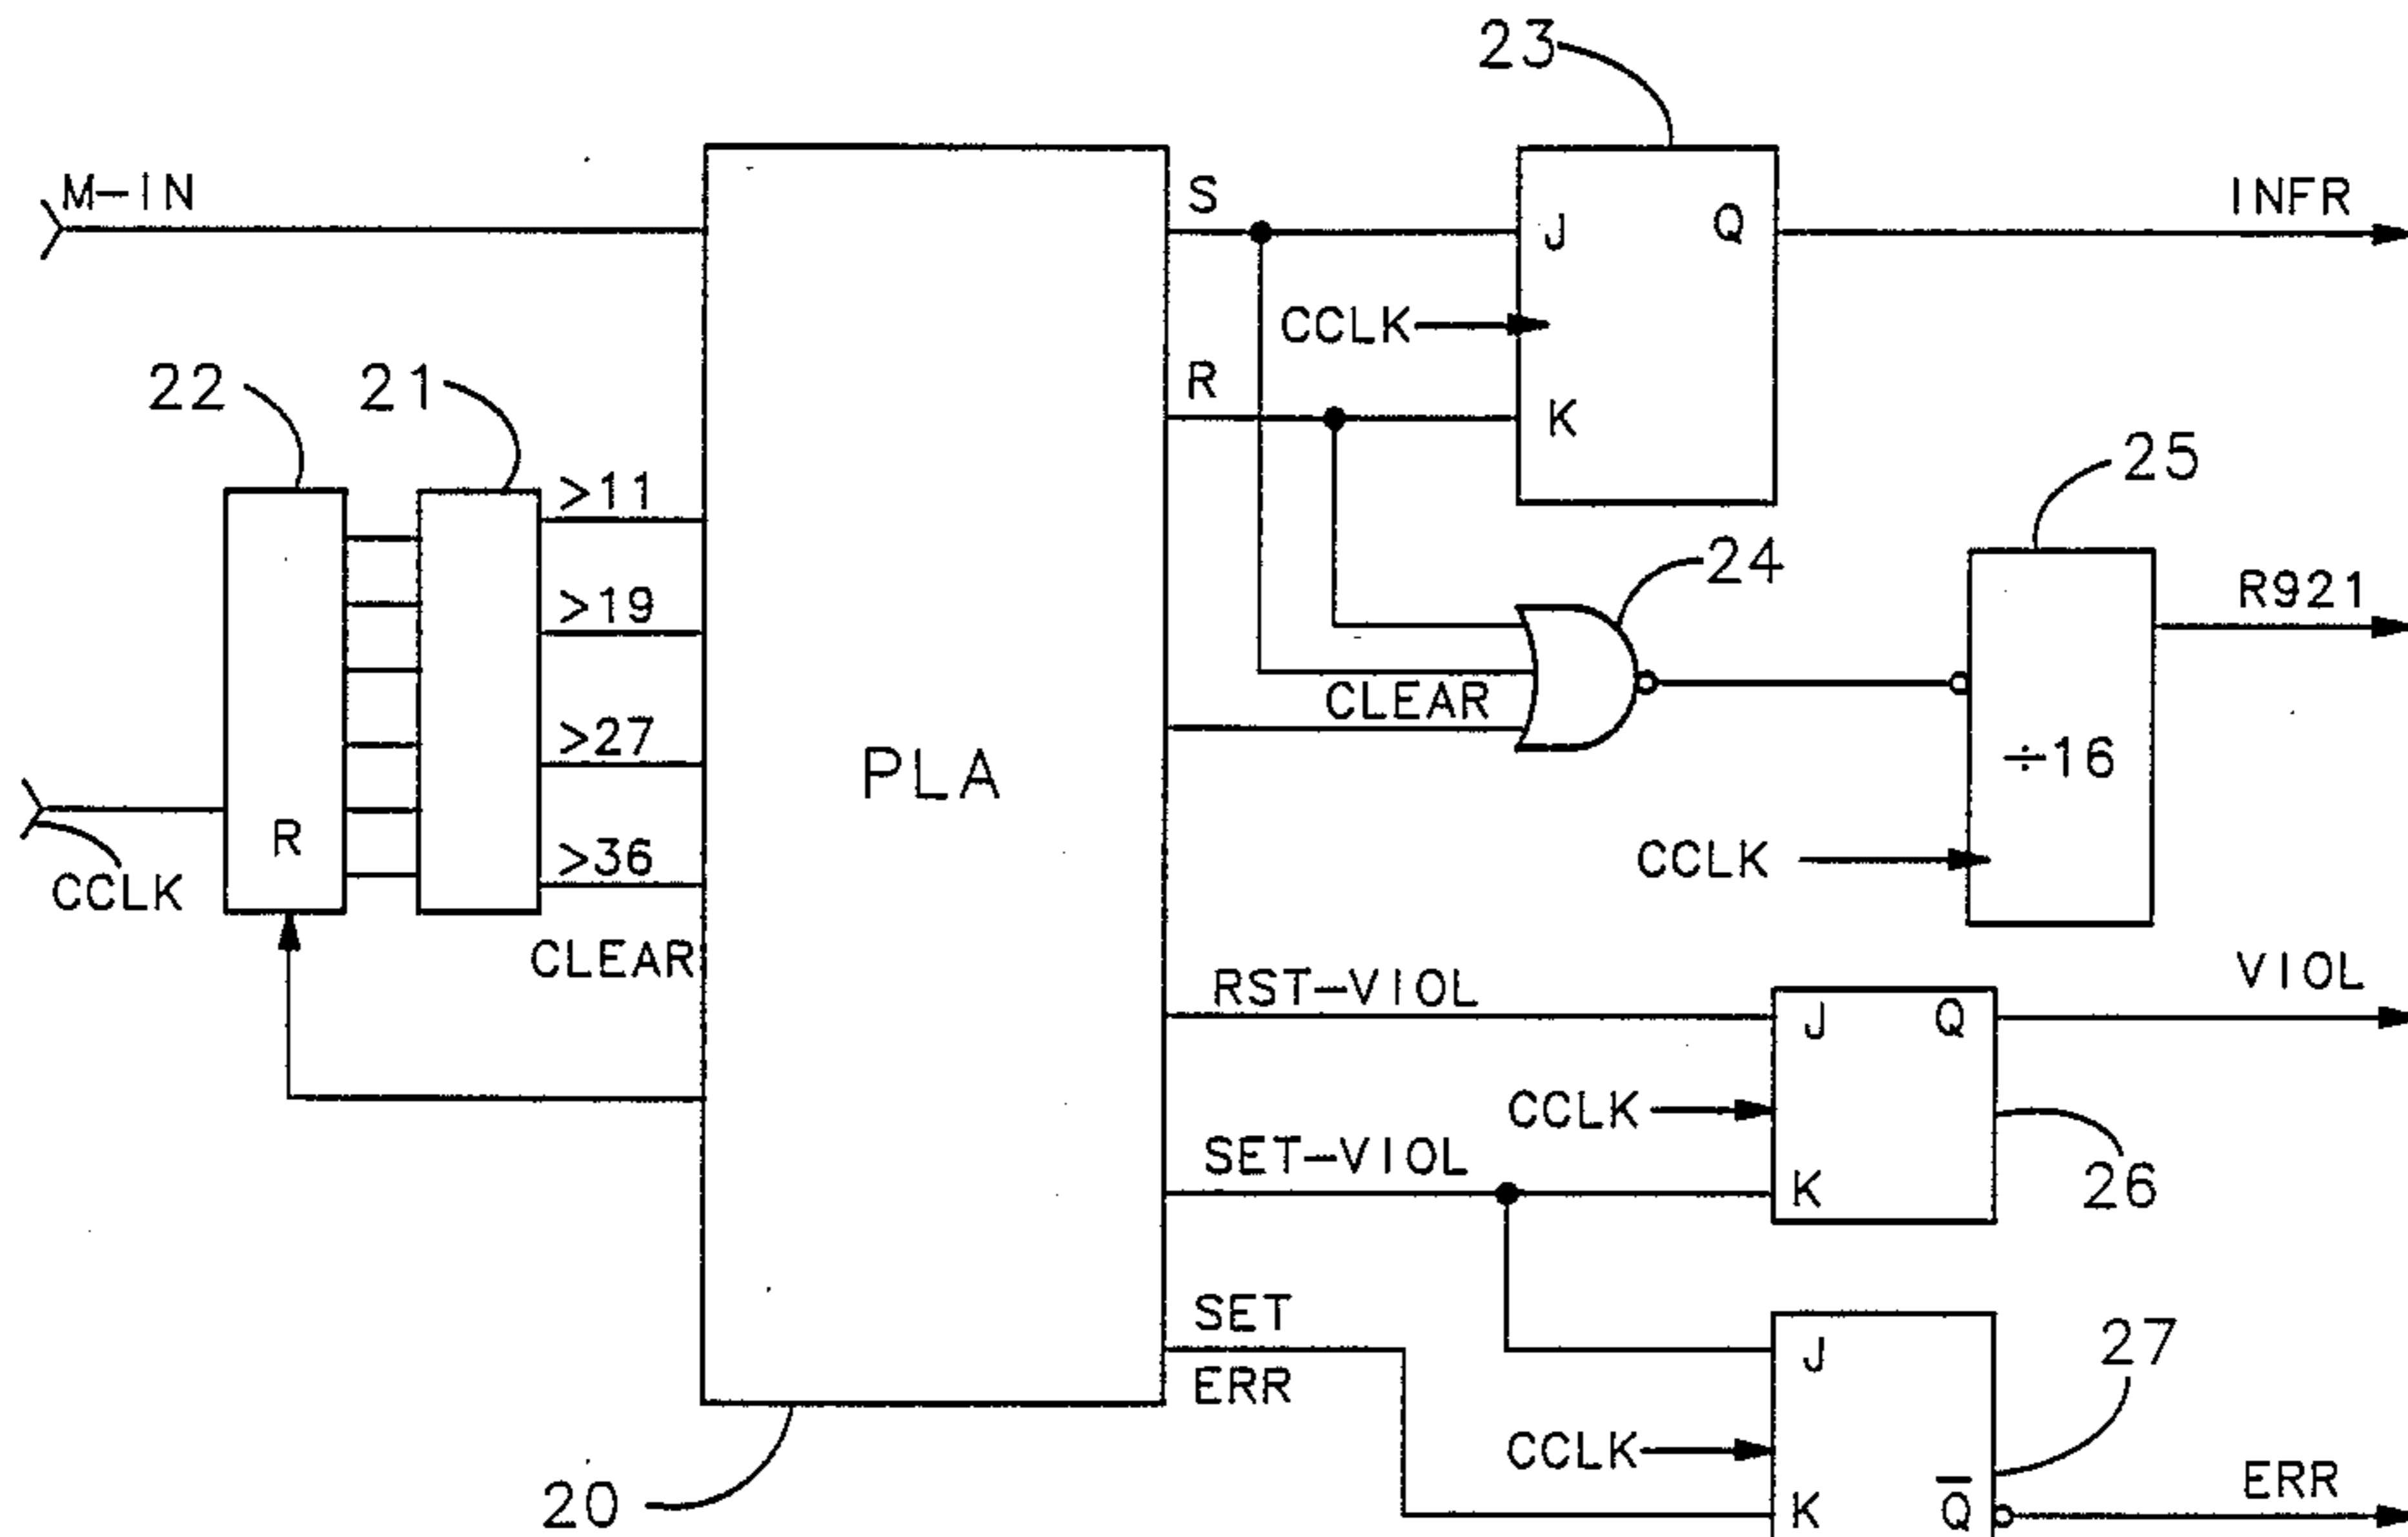 23
M-IN
S
J
Q
INFR
CCLK
22
21
R
K
>11
25
24
>19
R921
CLEAR
>27
PLA
÷16
R
>36
CCLK
CCLK
CLEAR
RST-VIOL
J
Q
VIOL
CCLK
SET-VIOL
K
26
SET
ERR
J
27
CCLK
20
K
Q̅
ERR